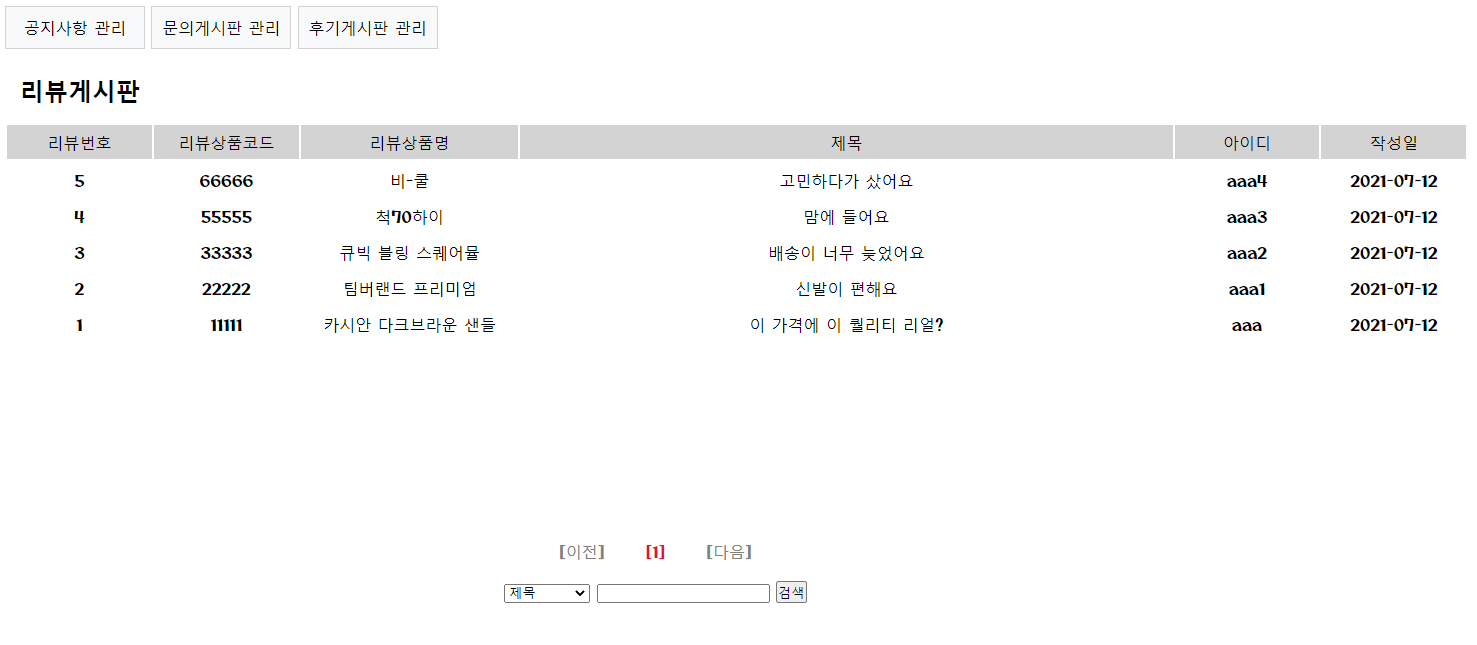 공지사항 관리 문의게시판 관리 후기게시판 관리
리뷰게시판
리뷰번호 리뷰상품코드 리뷰상품명 제목 아이디 작성일
5 66666 비-쿨 고민하다가 샀어요 aaa4 2021-07-12
4 55555 척70하이 맘에 들어요 aaa3 2021-07-12
3 33333 큐빅 블링 스퀘어뮬 배송이 너무 늦었어요 aaa2 2021-07-12
2 22222 팀버랜드 프리미엄 신발이 편해요 aaa1 2021-07-12
1 11111 카시안 다크브라운 샌들 이 가격에 이 퀄리티 리얼? aaa 2021-07-12
[이전] [1] [다음]
제목 검색